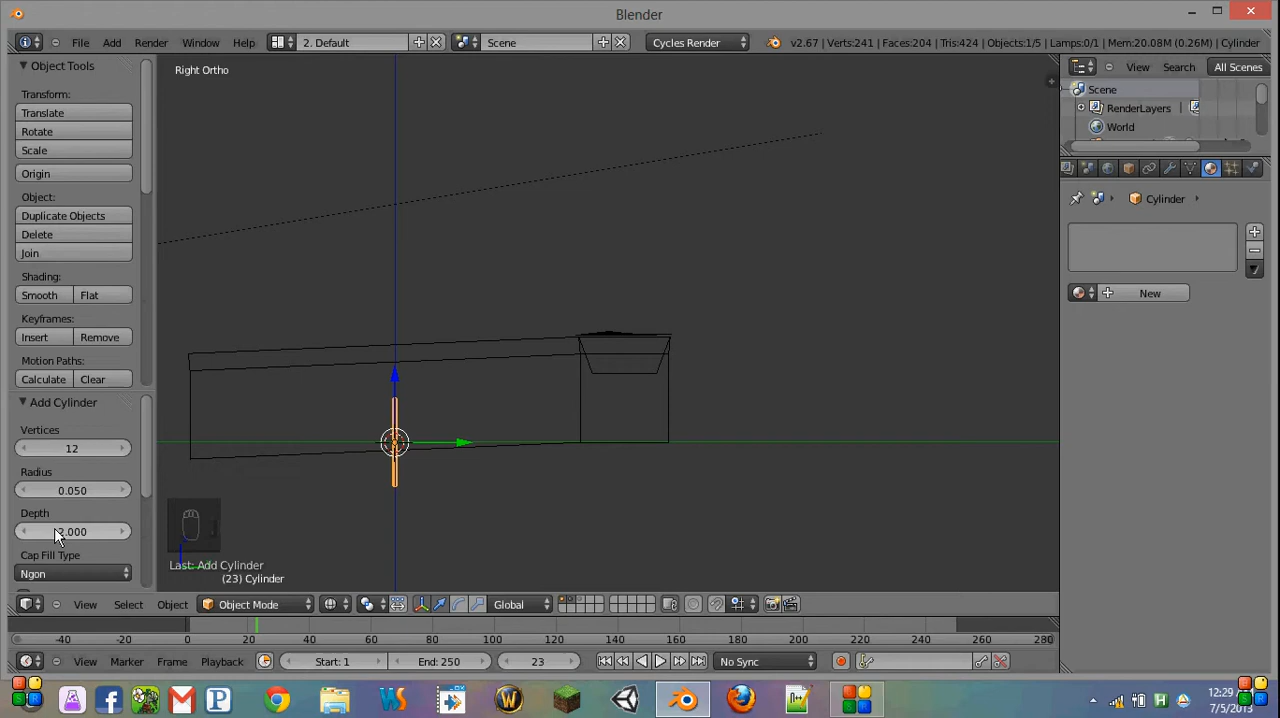 Blender
File Add Render Window Help 2. Default Scene Cycles Render v2.67 | Verts:241 | Faces:204 | Tris:424 | Objects:1/5 | Lamps:0/1 | Mem:20.08M (0.26M) | Cylinder
Object Tools
Transform:
Translate
Rotate
Scale
Origin
Object:
Duplicate Objects
Delete
Join
Shading:
Smooth Flat
Keyframes:
Insert Remove
Motion Paths:
Calculate Clear
Add Cylinder
Vertices
12
Radius
0.050
Depth
2.000
Cap Fill Type
Ngon
Right Ortho
Last: Add Cylinder
(23) Cylinder
View Search All Scenes
Scene
RenderLayers |
World
Cylinder
New
View Select Object Object Mode Global
-40 -20 0 20 40 60 80 100 120 140 160 180 200 220 240 260 280
View Marker Frame Playback Start: 1 End: 250 23 No Sync
12:29
7/5/2013